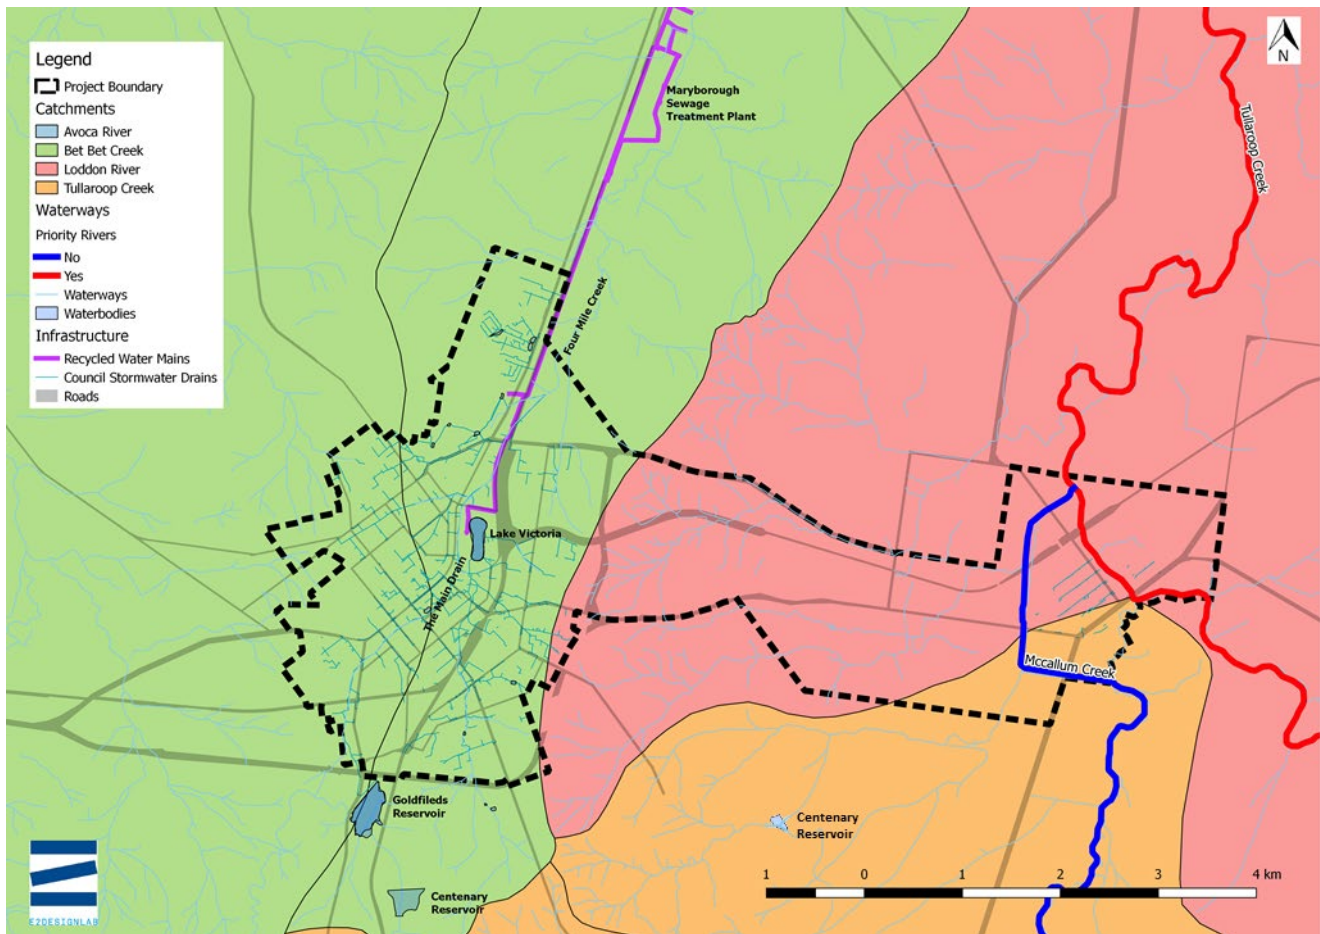 Legend
Project Boundary
Catchments
Avoca River
Bet Bet Creek
Loddon River
Tullaroop Creek
Waterways
Priority Rivers
No
Yes
Waterways
Waterbodies
Infrastructure
Recycled Water Mains
Council Stormwater Drains
Roads
N
Maryborough
Sewage
Treatment Plant
Tullaroop Creek
Four Mile Creek
Lake Victoria
The Main Drain
Mccallum Creek
Goldfileds
Reservoir
Centenary
Reservoir
Centenary
Reservoir
1 0 1 2 3 4 km
E2DESIGNLAB